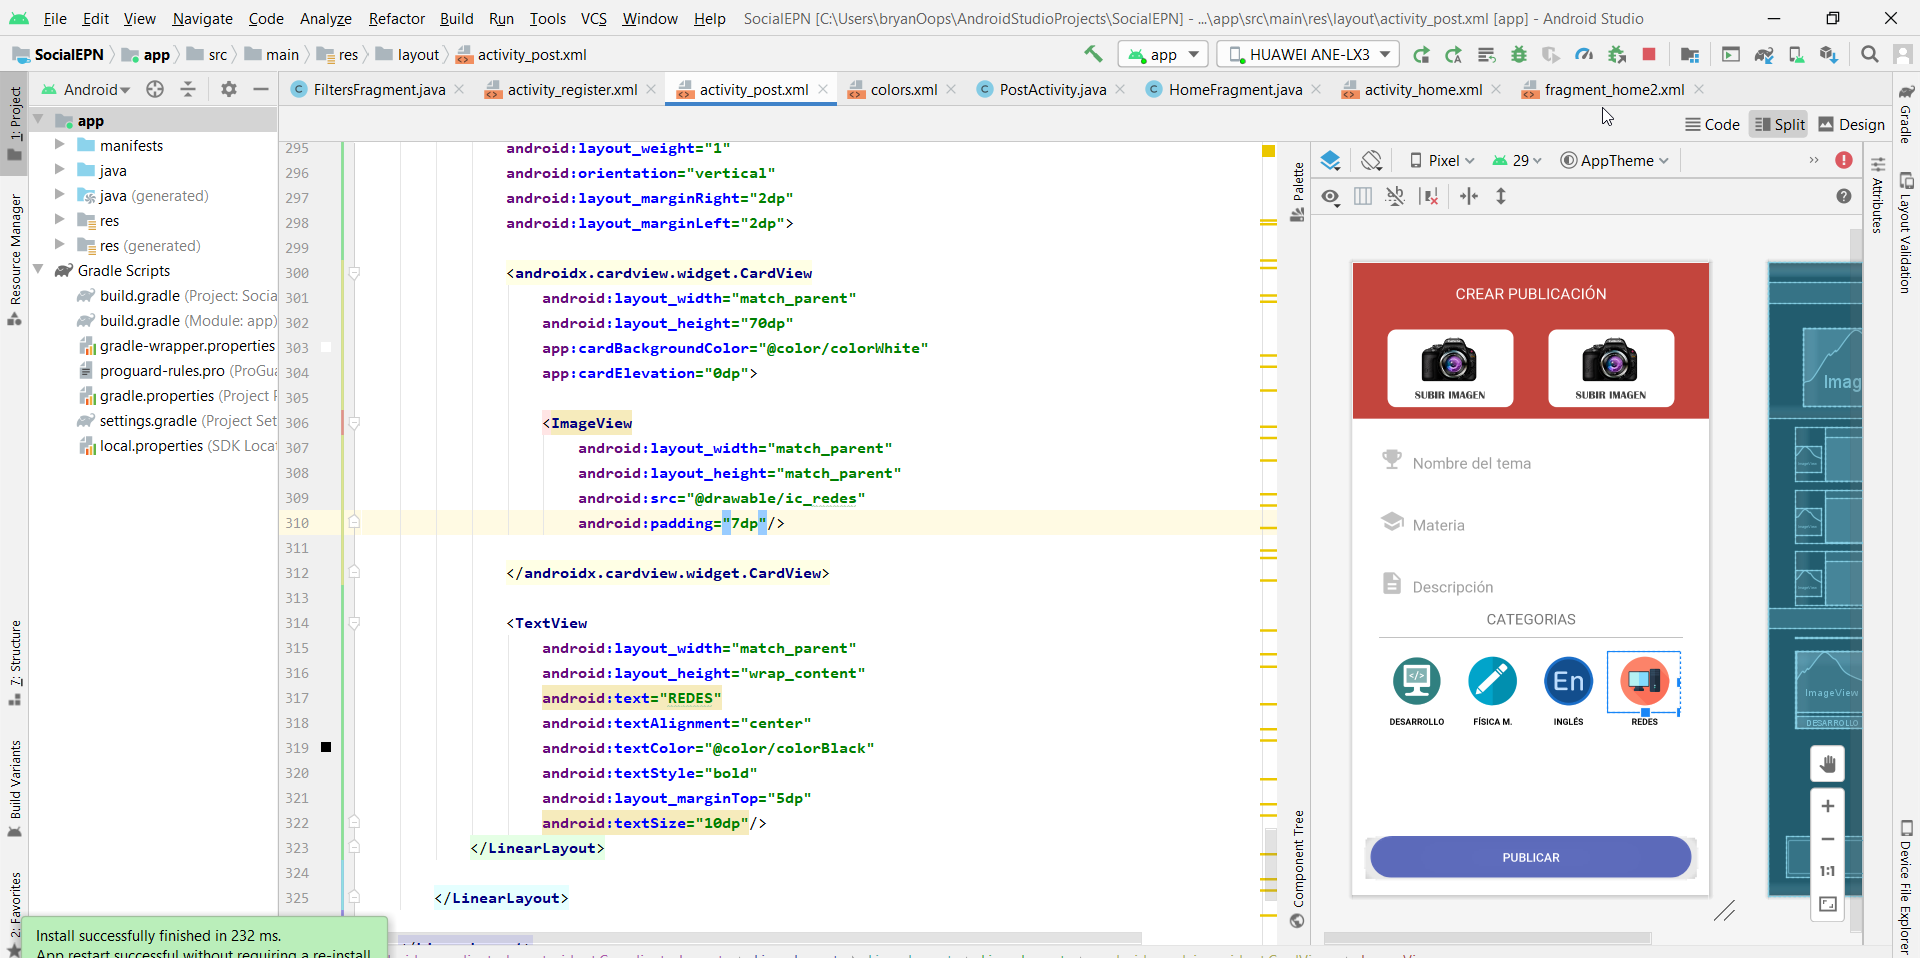 File Edit View Navigate Code Analyze Refactor Build Run Tools VCS Window Help SocialEPN [C:\Users\bryanOops\AndroidStudioProjects\SocialEPN] - ...\app\src\main\res\layout\activity_post.xml [app] - Android Studio
SocialEPN app src main res layout activity_post.xml app HUAWEI ANE-LX3
Android FiltersFragment.java activity_register.xml activity_post.xml colors.xml PostActivity.java HomeFragment.java activity_home.xml fragment_home2.xml
Code Split Design
1: Project
Resource Manager
7: Structure
Build Variants
2: Favorites
app
manifests
java
java (generated)
res
res (generated)
Gradle Scripts
build.gradle (Project: Socia
build.gradle (Module: app)
gradle-wrapper.properties
proguard-rules.pro (ProGua
gradle.properties (Project P
settings.gradle (Project Set
local.properties (SDK Locat
295 android:layout_weight="1"
296 android:orientation="vertical"
297 android:layout_marginRight="2dp"
298 android:layout_marginLeft="2dp">
299
300 <androidx.cardview.widget.CardView
301 android:layout_width="match_parent"
302 android:layout_height="70dp"
303 app:cardBackgroundColor="@color/colorWhite"
304 app:cardElevation="0dp">
305
306 <ImageView
307 android:layout_width="match_parent"
308 android:layout_height="match_parent"
309 android:src="@drawable/ic_redes"
310 android:padding="7dp"/>
311
312 </androidx.cardview.widget.CardView>
313
314 <TextView
315 android:layout_width="match_parent"
316 android:layout_height="wrap_content"
317 android:text="REDES"
318 android:textAlignment="center"
319 android:textColor="@color/colorBlack"
320 android:textStyle="bold"
321 android:layout_marginTop="5dp"
322 android:textSize="10dp"/>
323 </LinearLayout>
324
325 </LinearLayout>
Install successfully finished in 232 ms.
App restart successful without requiring a re-install.
Palette
Component Tree
Pixel 29 AppTheme
CREAR PUBLICACIÓN
SUBIR IMAGEN SUBIR IMAGEN
Nombre del tema
Materia
Descripción
CATEGORIAS
En
DESARROLLO FÍSICA M. INGLÉS REDES
PUBLICAR
Imag
ImageView
DESARROLLO
1:1
Attributes
Gradle
Layout Validation
Device File Explorer